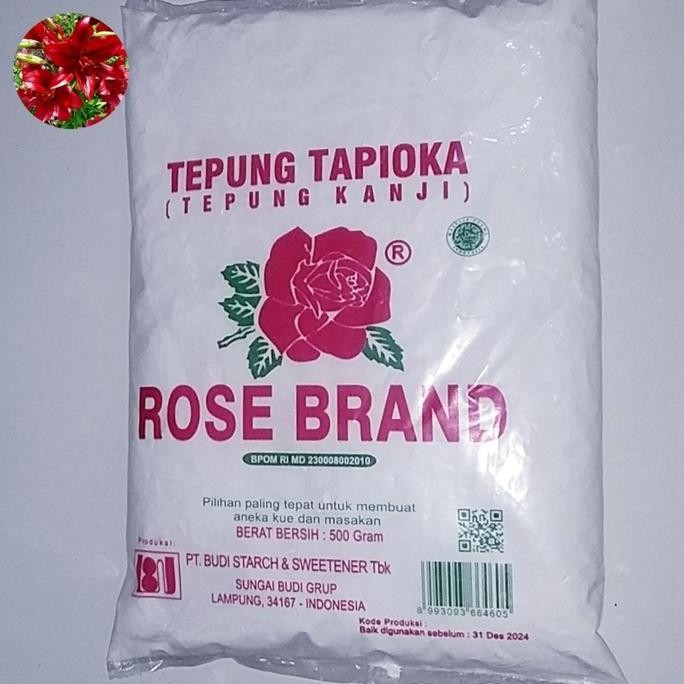 TEPUNG TAPIOKA
(TEPUNG KANJI)
®
ROSE BRAND
BPOM RI MD 230008002010
Pilihan paling tepat untuk membuat
aneka kue dan masakan
BERAT BERSIH : 500 Gram
Produksi:
PT. BUDI STARCH & SWEETENER Tbk
SUNGAI BUDI GRUP
LAMPUNG, 34167 - INDONESIA
8 993093 664605
Kode Produksi :
Baik digunakan sebelum : 31 Des 2024